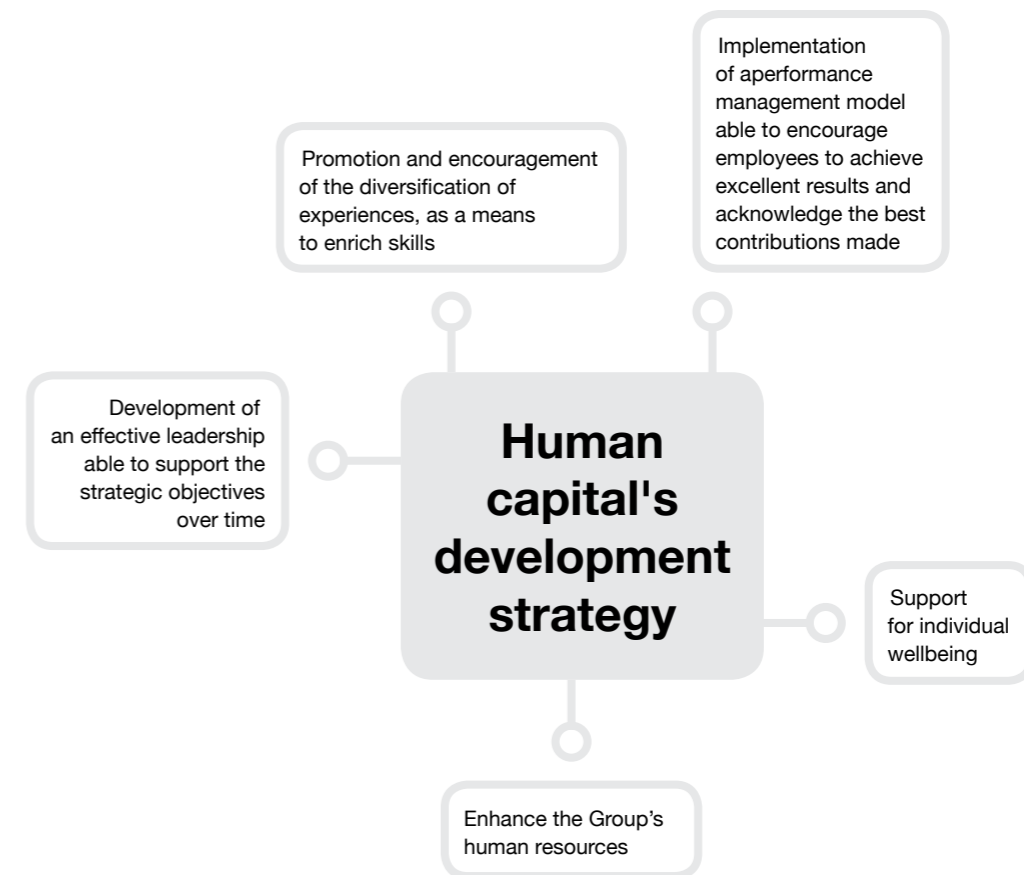 Implementation
of aperformance
management model
able to encourage
employees to achieve
excellent results and
acknowledge the best
contributions made
Promotion and encouragement
of the diversification of
experiences, as a means
to enrich skills
Development of
an effective leadership
able to support the
strategic objectives
over time
Human
capital's
development
strategy
Support
for individual
wellbeing
Enhance the Group’s
human resources